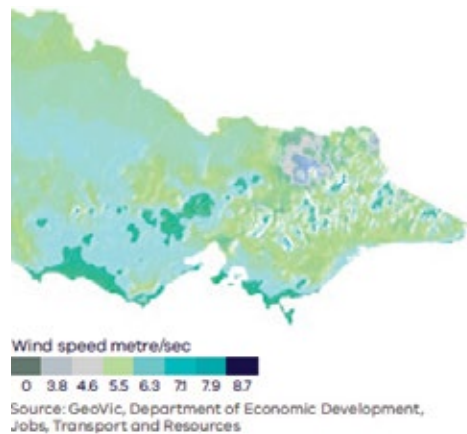 Wind speed metre/sec
0 3.8 4.6 5.5 6.3 7.1 7.9 8.7
Source: GeoVic, Department of Economic Development,
Jobs, Transport and Resources